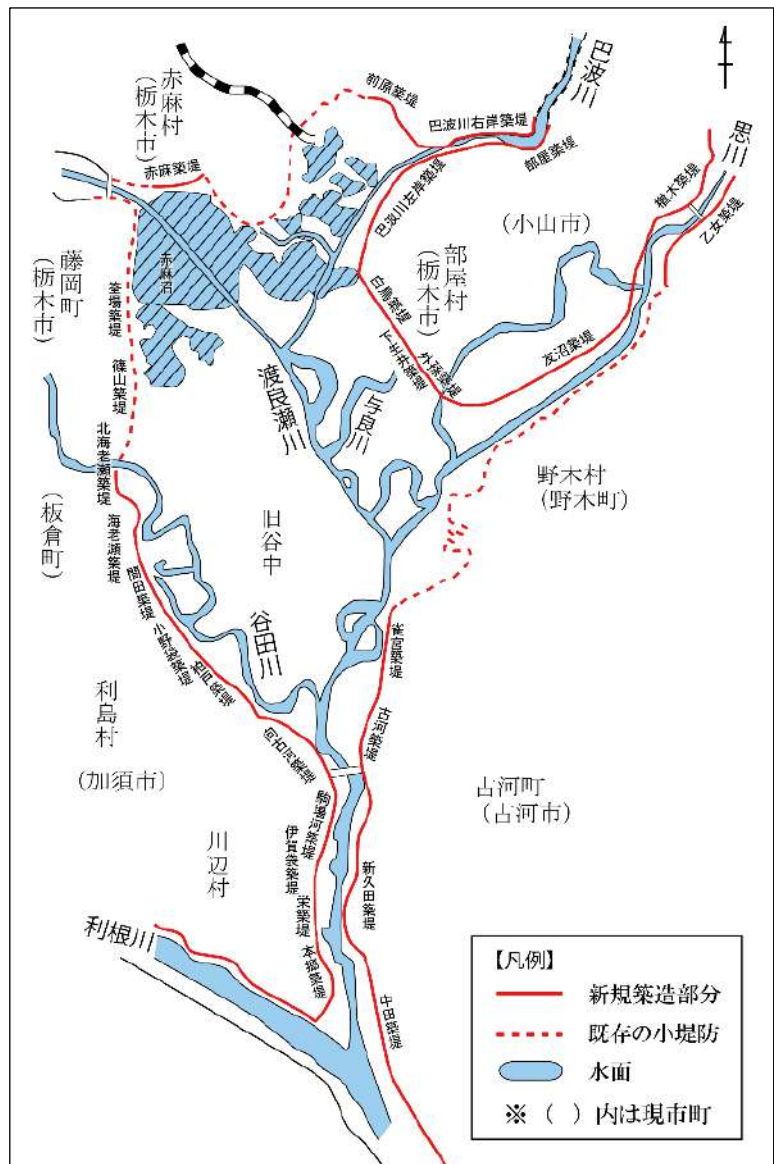 巴波川
思川
赤麻村
(栃木市)
前原築堤
巴波川右岸築堤
部屋築堤
赤麻築堤
巴波川左岸築堤
楢木築堤
乙女築堤
(小山市)
部屋村
(栃木市)
藤岡町
(栃木市)
赤麻沼
篠山築堤
白鳥築堤
下生井築堤
外孫築堤
友沼築堤
渡良瀬川
与良川
北海老瀬築堤
(板倉町)
海老瀬築堤
間田築堤
小野袋築堤
旧谷中
谷田川
野木村
(野木町)
雀宮築堤
古河築堤
向古河築堤
利島村
(加須市)
駒場河築堤
伊賀袋築堤
栄築堤
本郷築堤
川辺村
古河町
(古河市)
新久田築堤
中田築堤
利根川
【凡例】
新規築造部分
既存の小堤防
水面
※ ( ) 内は現市町